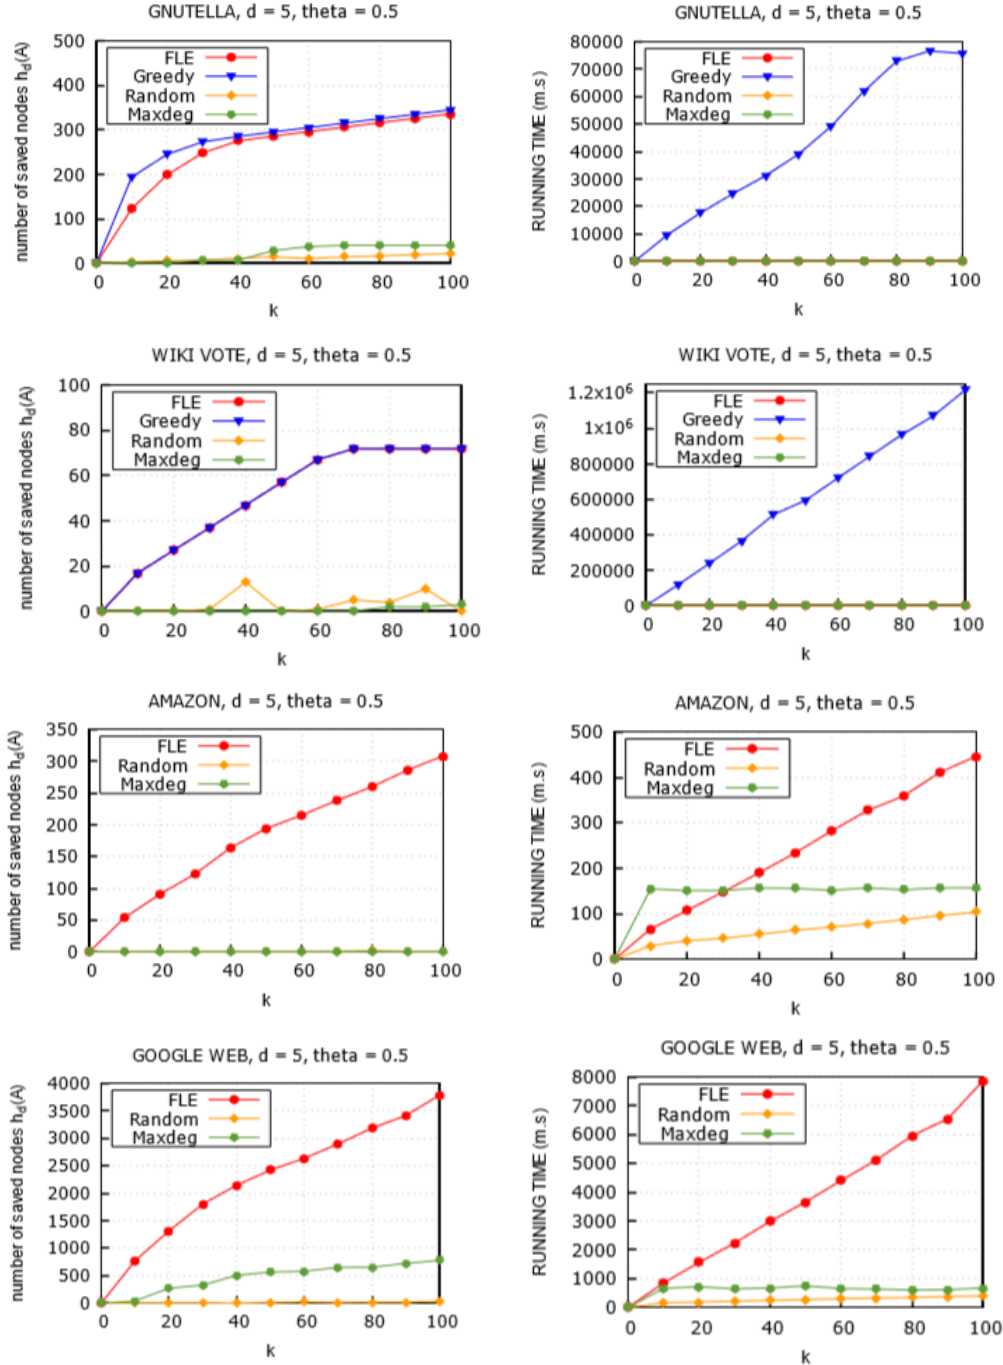 GNUTELLA, d = 5, theta = 0.5
number of saved nodes h_d(A)
500
400
300
200
100
0
FLE
Greedy
Random
Maxdeg
0 20 40 60 80 100
k
GNUTELLA, d = 5, theta = 0.5
RUNNING TIME (m.s)
80000
70000
60000
50000
40000
30000
20000
10000
0
FLE
Greedy
Random
Maxdeg
0 20 40 60 80 100
k
WIKI VOTE, d = 5, theta = 0.5
number of saved nodes h_d(A)
100
80
60
40
20
0
FLE
Greedy
Random
Maxdeg
0 20 40 60 80 100
k
WIKI VOTE, d = 5, theta = 0.5
RUNNING TIME (m.s)
1.2x10^6
1x10^6
800000
600000
400000
200000
0
FLE
Greedy
Random
Maxdeg
0 20 40 60 80 100
k
AMAZON, d = 5, theta = 0.5
number of saved nodes h_d(A)
350
300
250
200
150
100
50
0
FLE
Random
Maxdeg
0 20 40 60 80 100
k
AMAZON, d = 5, theta = 0.5
RUNNING TIME (m.s)
500
400
300
200
100
0
FLE
Random
Maxdeg
0 20 40 60 80 100
k
GOOGLE WEB, d = 5, theta = 0.5
number of saved nodes h_d(A)
4000
3500
3000
2500
2000
1500
1000
500
0
FLE
Random
Maxdeg
0 20 40 60 80 100
k
GOOGLE WEB, d = 5, theta = 0.5
RUNNING TIME (m.s)
8000
7000
6000
5000
4000
3000
2000
1000
0
FLE
Random
Maxdeg
0 20 40 60 80 100
k